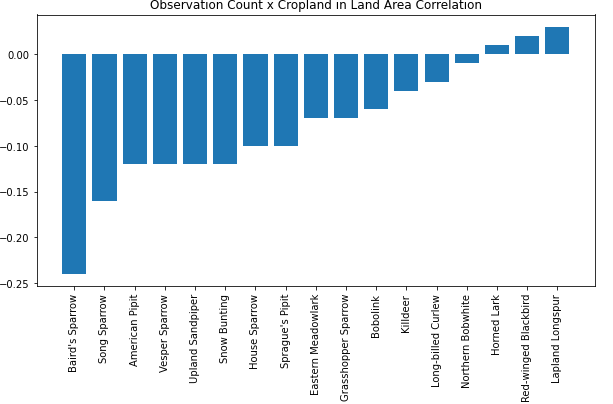 Observation Count x Cropland in Land Area Correlation
0.00
−0.05
−0.10
−0.15
−0.20
−0.25
Baird's Sparrow
Song Sparrow
American Pipit
Vesper Sparrow
Upland Sandpiper
Snow Bunting
House Sparrow
Sprague's Pipit
Eastern Meadowlark
Grasshopper Sparrow
Bobolink
Killdeer
Long-billed Curlew
Northern Bobwhite
Horned Lark
Red-winged Blackbird
Lapland Longspur